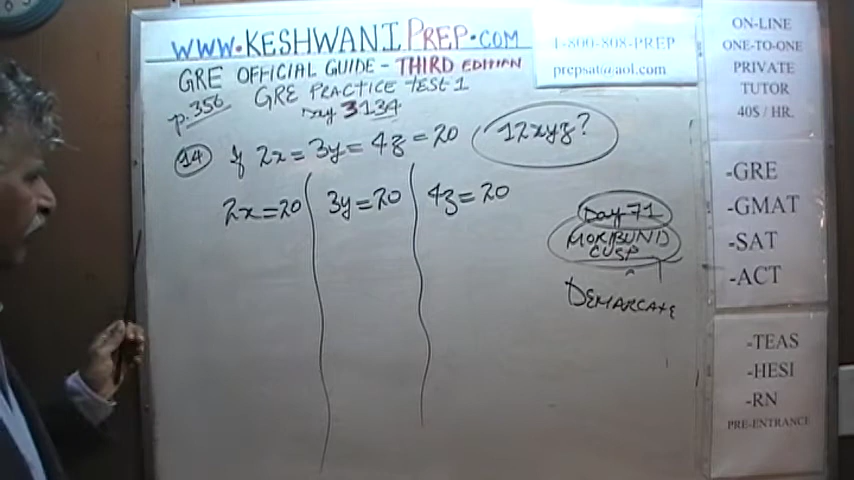 WWW.KESHWANIPREP.COM
GRE OFFICIAL GUIDE - THIRD EDITION
p.356 GRE PRACTICE TEST 1
Day 3134
14 If 2x = 3y = 4z = 20 12xyz?
2x = 20 3y = 20 4z = 20
Day 71
MORIBUND
CUSP
DEMARCATE
1-800-808-PREP
prepsat@aol.com
ON-LINE
ONE-TO-ONE
PRIVATE
TUTOR
40$ / HR.
-GRE
-GMAT
-SAT
-ACT
-TEAS
-HESI
-RN
PRE-ENTRANCE